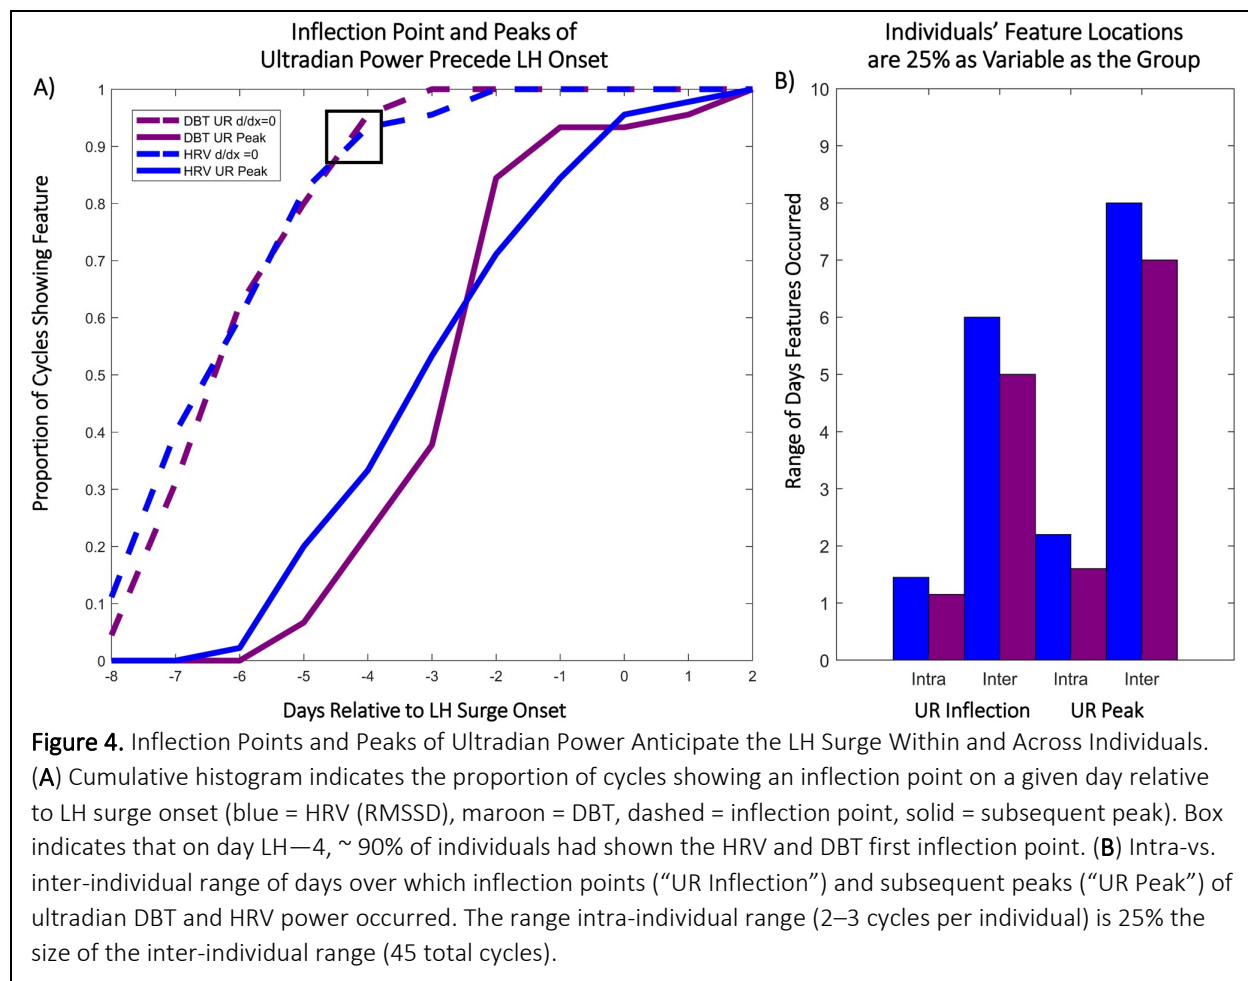 Inflection Point and Peaks of
Ultradian Power Precede LH Onset
A)
DBT UR d/dx=0
DBT UR Peak
HRV d/dx =0
HRV UR Peak
Proportion of Cycles Showing Feature
1
0.9
0.8
0.7
0.6
0.5
0.4
0.3
0.2
0.1
0
-8 -7 -6 -5 -4 -3 -2 -1 0 1 2
Days Relative to LH Surge Onset
Individuals’ Feature Locations
are 25% as Variable as the Group
B)
Range of Days Features Occurred
10
9
8
7
6
5
4
3
2
1
0
Intra Inter Intra Inter
UR Inflection UR Peak
Figure 4. Inflection Points and Peaks of Ultradian Power Anticipate the LH Surge Within and Across Individuals.
(A) Cumulative histogram indicates the proportion of cycles showing an inflection point on a given day relative
to LH surge onset (blue = HRV (RMSSD), maroon = DBT, dashed = inflection point, solid = subsequent peak). Box
indicates that on day LH—4, ~ 90% of individuals had shown the HRV and DBT first inflection point. (B) Intra-vs.
inter-individual range of days over which inflection points (“UR Inflection”) and subsequent peaks (“UR Peak”) of
ultradian DBT and HRV power occurred. The range intra-individual range (2–3 cycles per individual) is 25% the
size of the inter-individual range (45 total cycles).